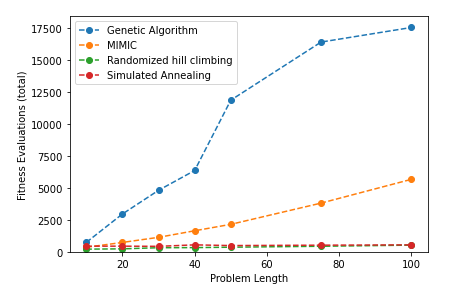 17500
15000
12500
10000
7500
5000
2500
0
Fitness Evaluations (total)
Genetic Algorithm
MIMIC
Randomized hill climbing
Simulated Annealing
20
40
60
80
100
Problem Length